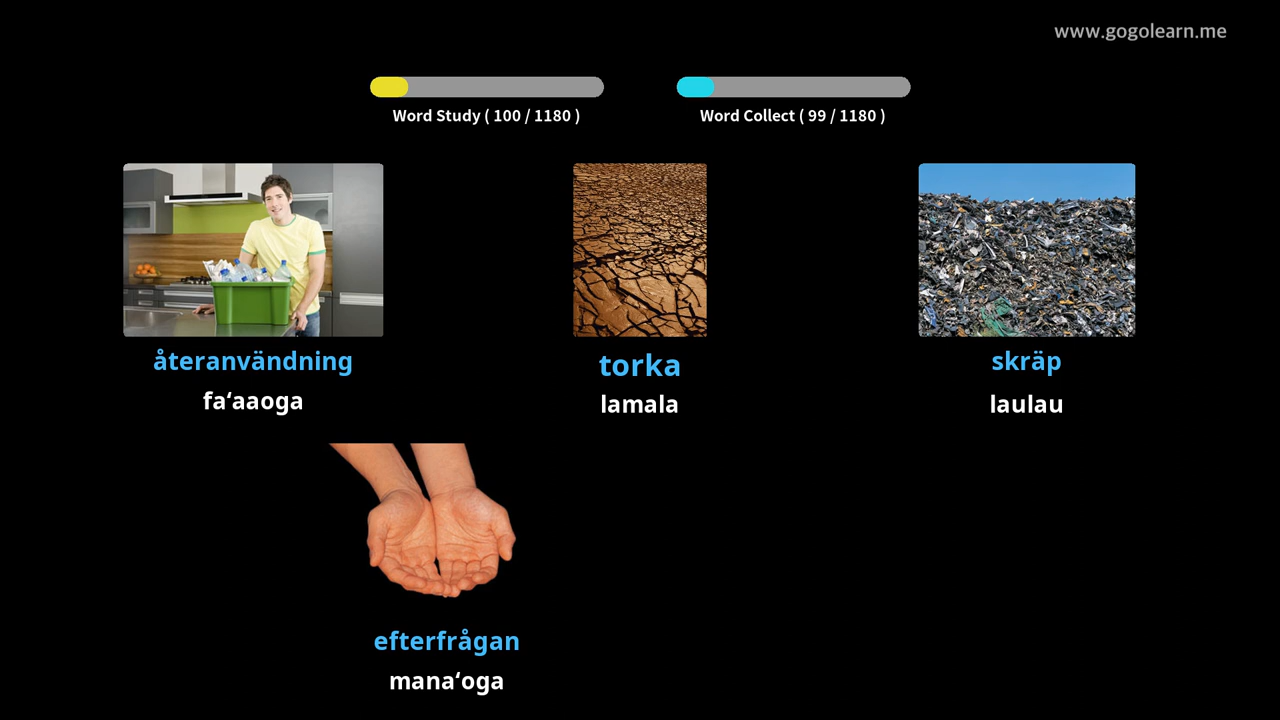 www.gogolearn.me
Word Study ( 100 / 1180 )
Word Collect ( 99 / 1180 )
återanvändning
torka
skräp
faʻaaoga
lamala
laulau
efterfrågan
manaʻoga